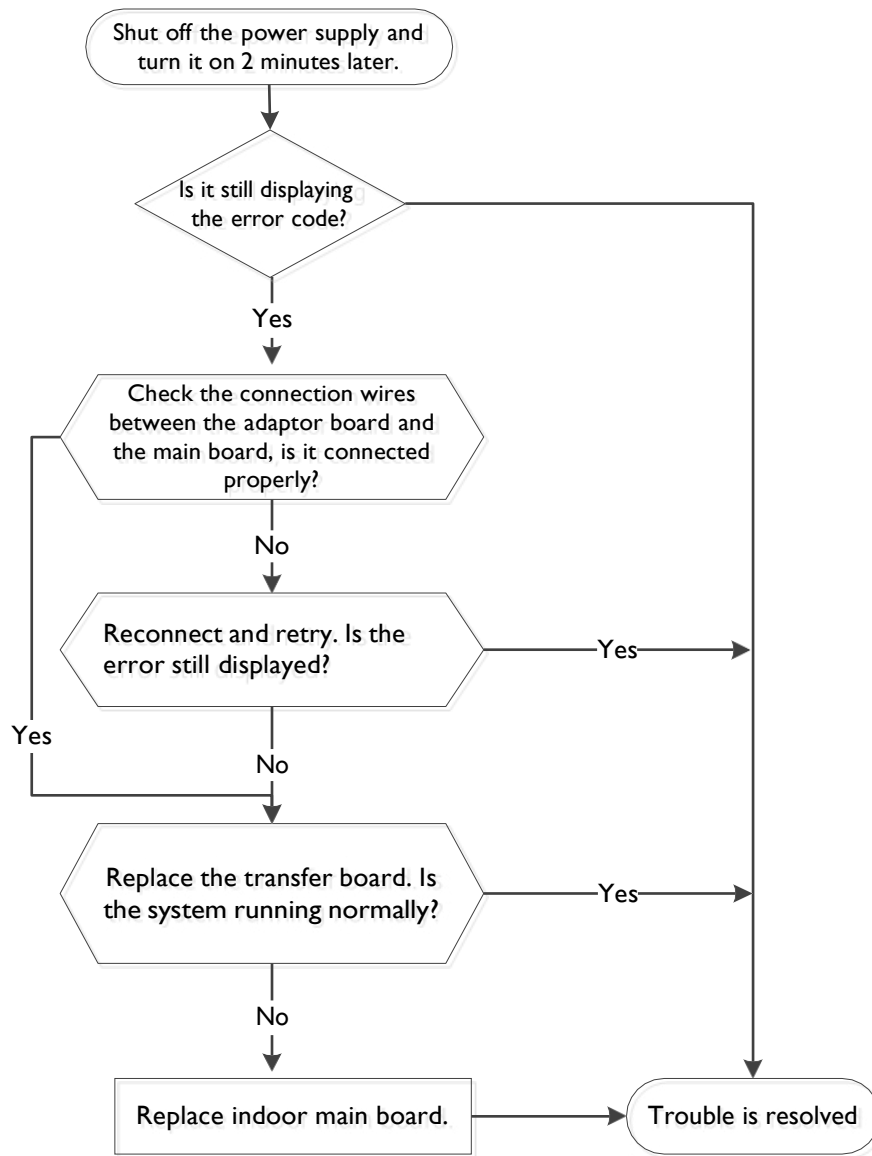 Shut off the power supply and
turn it on 2 minutes later.
Is it still displaying
the error code?
Yes
Check the connection wires
between the adaptor board and
the main board, is it connected
properly?
No
Reconnect and retry. Is the
error still displayed?
Yes
Yes
No
Replace the transfer board. Is
the system running normally?
Yes
No
Replace indoor main board.
Trouble is resolved